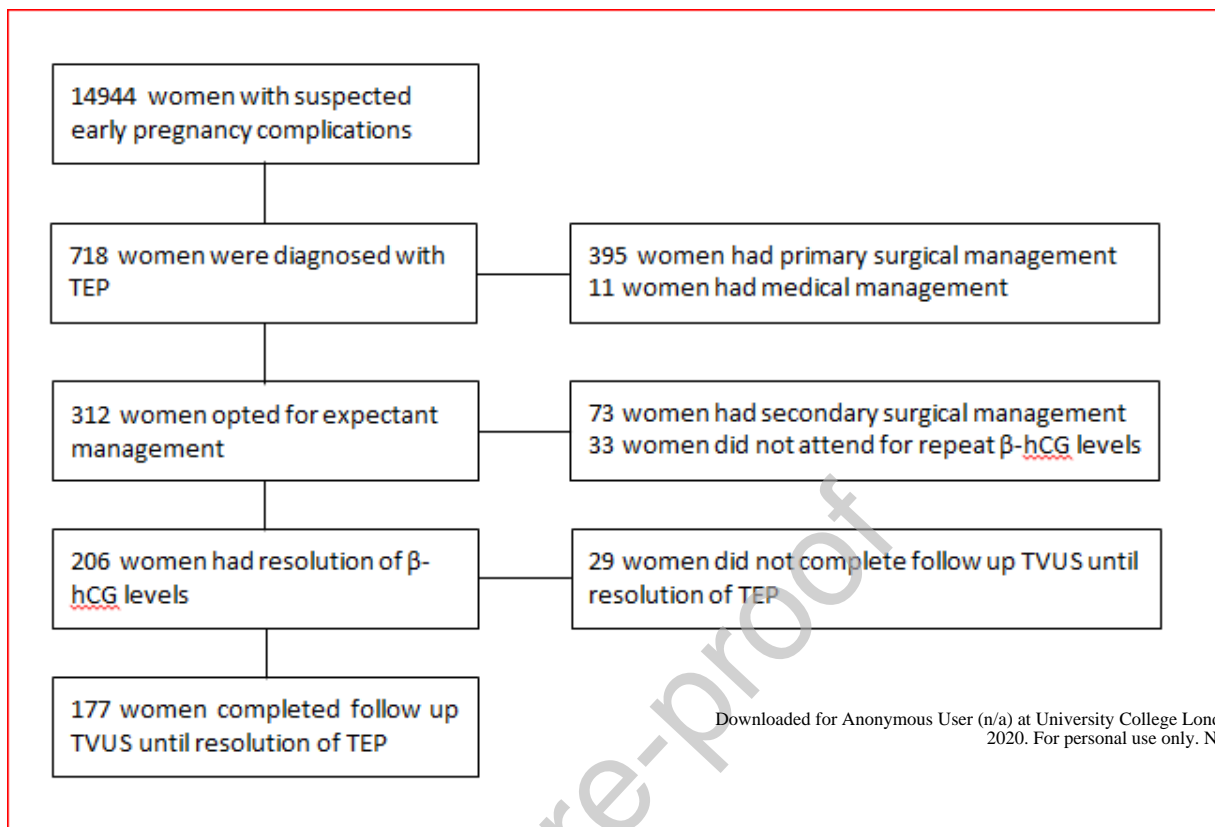 14944 women with suspected
early pregnancy complications
718 women were diagnosed with
TEP
395 women had primary surgical management
11 women had medical management
312 women opted for expectant
management
73 women had secondary surgical management
33 women did not attend for repeat β-hCG levels
206 women had resolution of β-
hCG levels
29 women did not complete follow up TVUS until
resolution of TEP
177 women completed follow up
TVUS until resolution of TEP
re-proof
Downloaded for Anonymous User (n/a) at University College Lond
2020. For personal use only. N